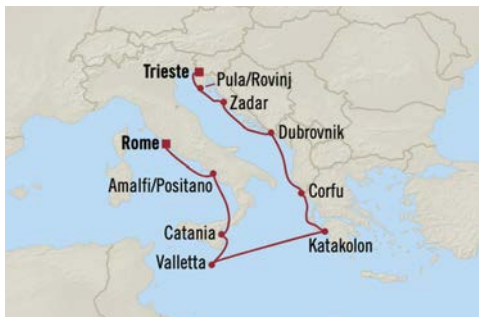 Trieste
Pula/Rovinj
Zadar
Dubrovnik
Rome
Amalfi/Positano
Corfu
Catania
Katakolon
Valletta